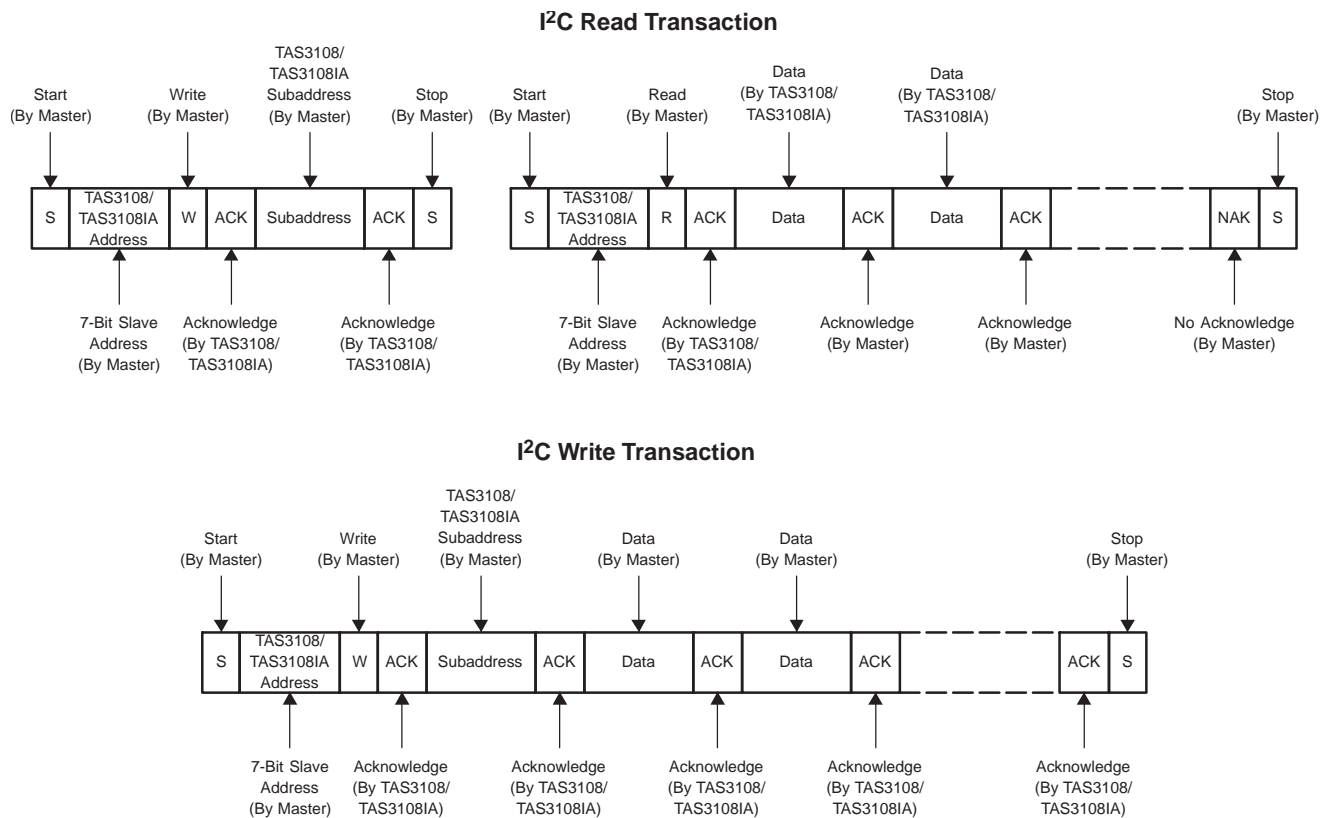 I2C Read Transaction
TAS3108/
TAS3108IA
Subaddress
(By Master)
Start
(By Master)
Write
(By Master)
Stop
(By Master)
Start
(By Master)
Read
(By Master)
Data
(By TAS3108/
TAS3108IA)
Data
(By TAS3108/
TAS3108IA)
Stop
(By Master)
S
TAS3108/
TAS3108IA
Address
W
ACK
Subaddress
ACK
S
S
TAS3108/
TAS3108IA
Address
R
ACK
Data
ACK
Data
ACK
NAK
S
7-Bit Slave
Address
(By Master)
Acknowledge
(By TAS3108/
TAS3108IA)
Acknowledge
(By TAS3108/
TAS3108IA)
7-Bit Slave
Address
(By Master)
Acknowledge
(By TAS3108/
TAS3108IA)
Acknowledge
(By Master)
Acknowledge
(By Master)
No Acknowledge
(By Master)
I2C Write Transaction
Start
(By Master)
Write
(By Master)
TAS3108/
TAS3108IA
Subaddress
(By Master)
Data
(By Master)
Data
(By Master)
Stop
(By Master)
S
TAS3108/
TAS3108IA
Address
W
ACK
Subaddress
ACK
Data
ACK
Data
ACK
ACK
S
7-Bit Slave
Address
(By Master)
Acknowledge
(By TAS3108/
TAS3108IA)
Acknowledge
(By TAS3108/
TAS3108IA)
Acknowledge
(By TAS3108/
TAS3108IA)
Acknowledge
(By TAS3108/
TAS3108IA)
Acknowledge
(By TAS3108/
TAS3108IA)